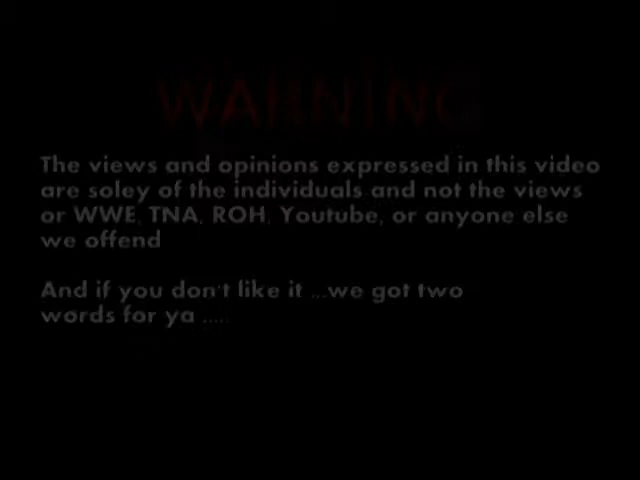 WARNING
The views and opinions expressed in this video
are soley of the individuals and not the views
or WWE, TNA, ROH, Youtube, or anyone else
we offend
And if you don't like it ...we got two
words for ya .....